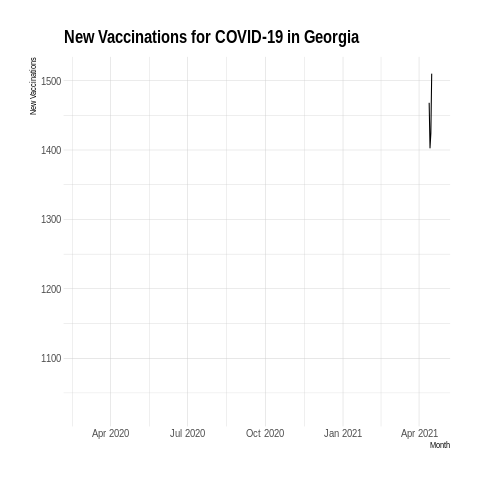 New Vaccinations for COVID-19 in Georgia
New Vaccinations
1500
1400
1300
1200
1100
Apr 2020 Jul 2020 Oct 2020 Jan 2021 Apr 2021
Month